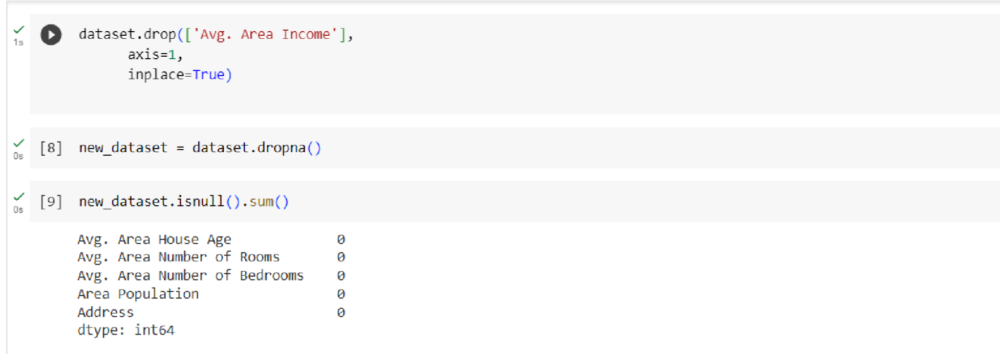 1s
dataset.drop(['Avg. Area Income'],
axis=1,
inplace=True)
0s
[8] new_dataset = dataset.dropna()
0s
[9] new_dataset.isnull().sum()
Avg. Area House Age 0
Avg. Area Number of Rooms 0
Avg. Area Number of Bedrooms 0
Area Population 0
Address 0
dtype: int64